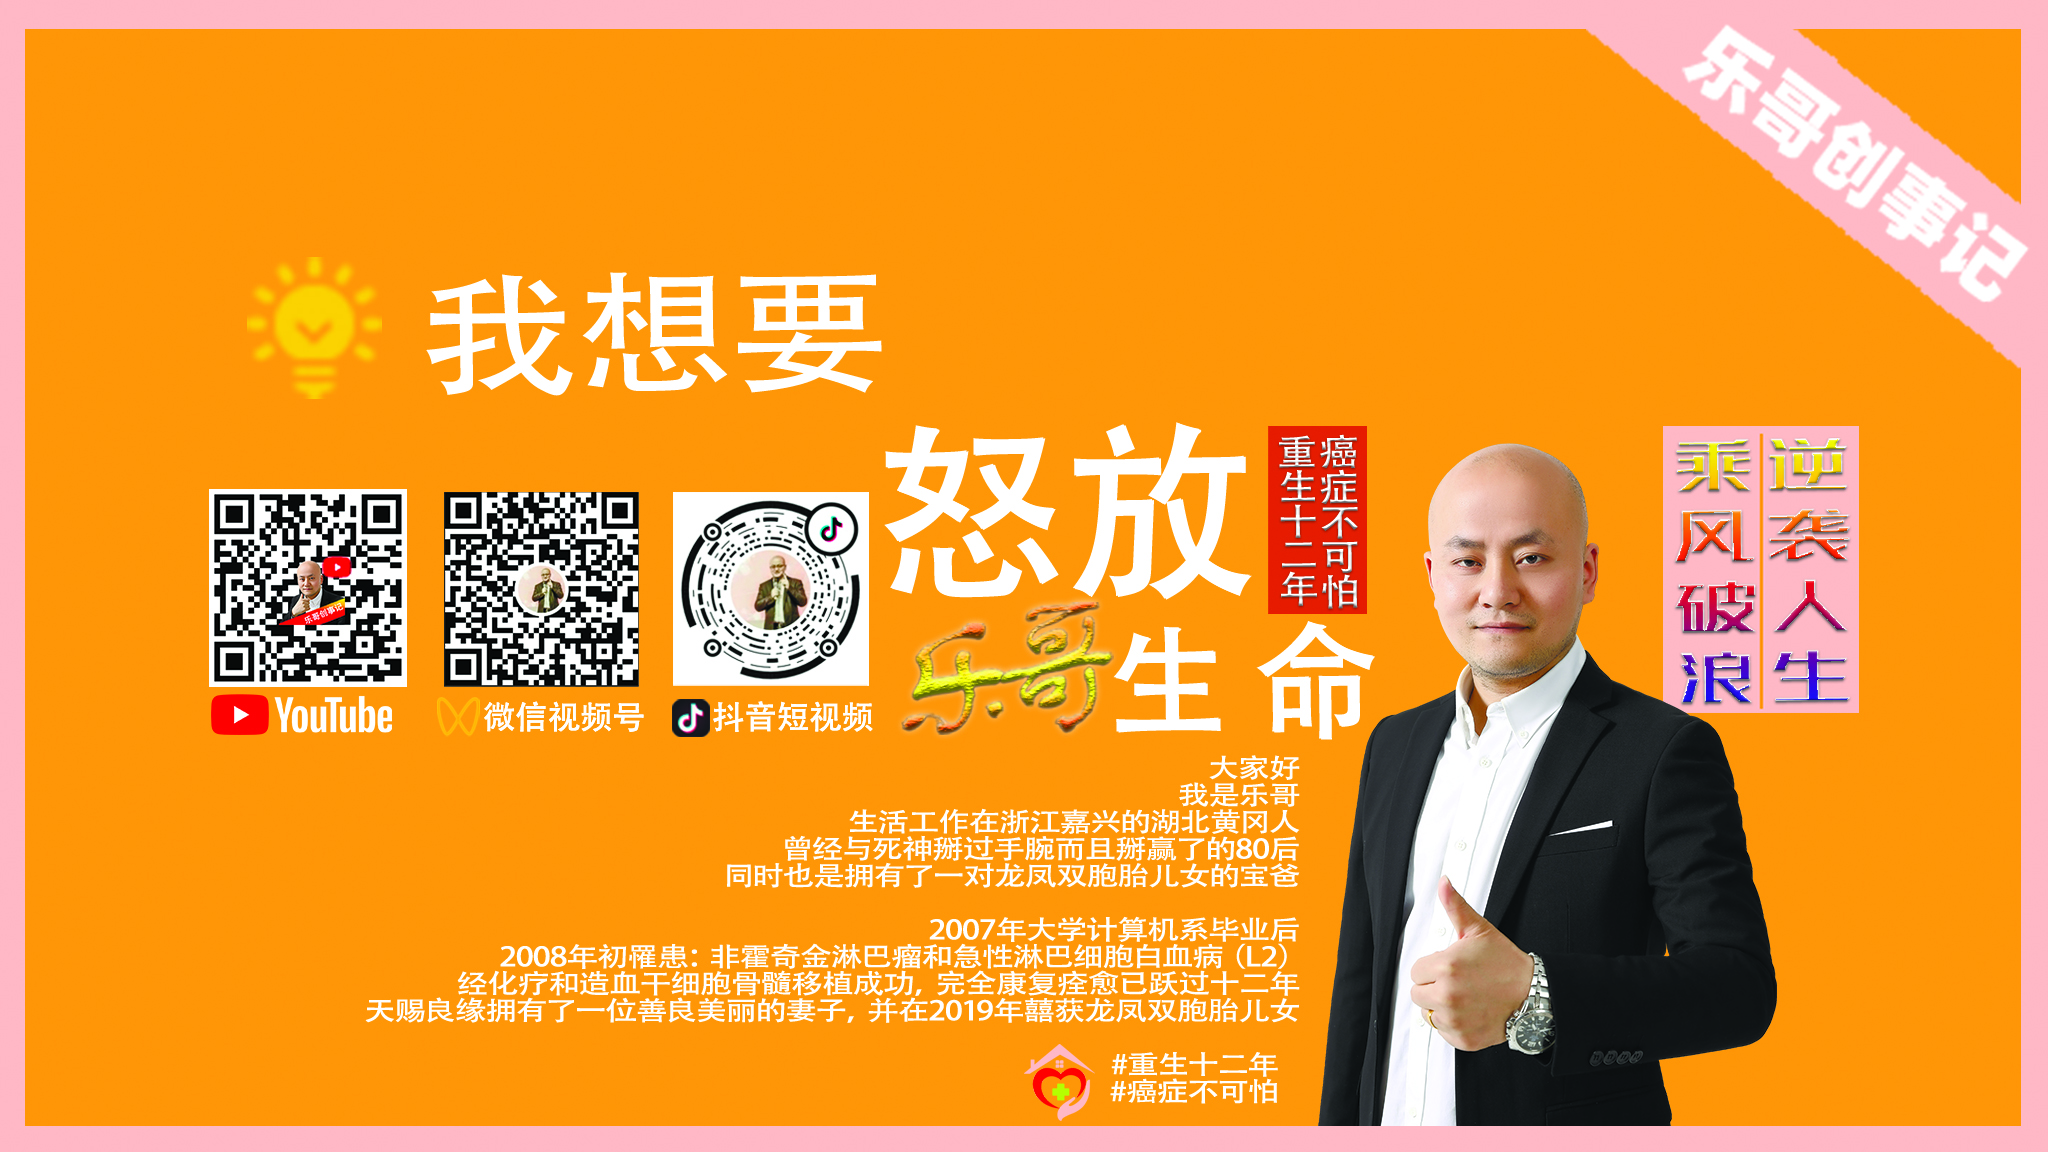 乐哥创事记
我想要
怒放
生命
乐哥
癌症不可怕
重生十二年
逆袭人生
乘风破浪
乐哥创事记
YouTube
微信视频号
抖音短视频
大家好
我是乐哥
生活工作在浙江嘉兴的湖北黄冈人
曾经与死神掰过手腕而且掰赢了的80后
同时也是拥有了一对龙凤双胞胎儿女的宝爸
2007年大学计算机系毕业后
2008年初罹患：非霍奇金淋巴瘤和急性淋巴细胞白血病（L2）
经化疗和造血干细胞骨髓移植成功，完全康复痊愈已跃过十二年
天赐良缘拥有了一位善良美丽的妻子，并在2019年囍获龙凤双胞胎儿女
#重生十二年
#癌症不可怕